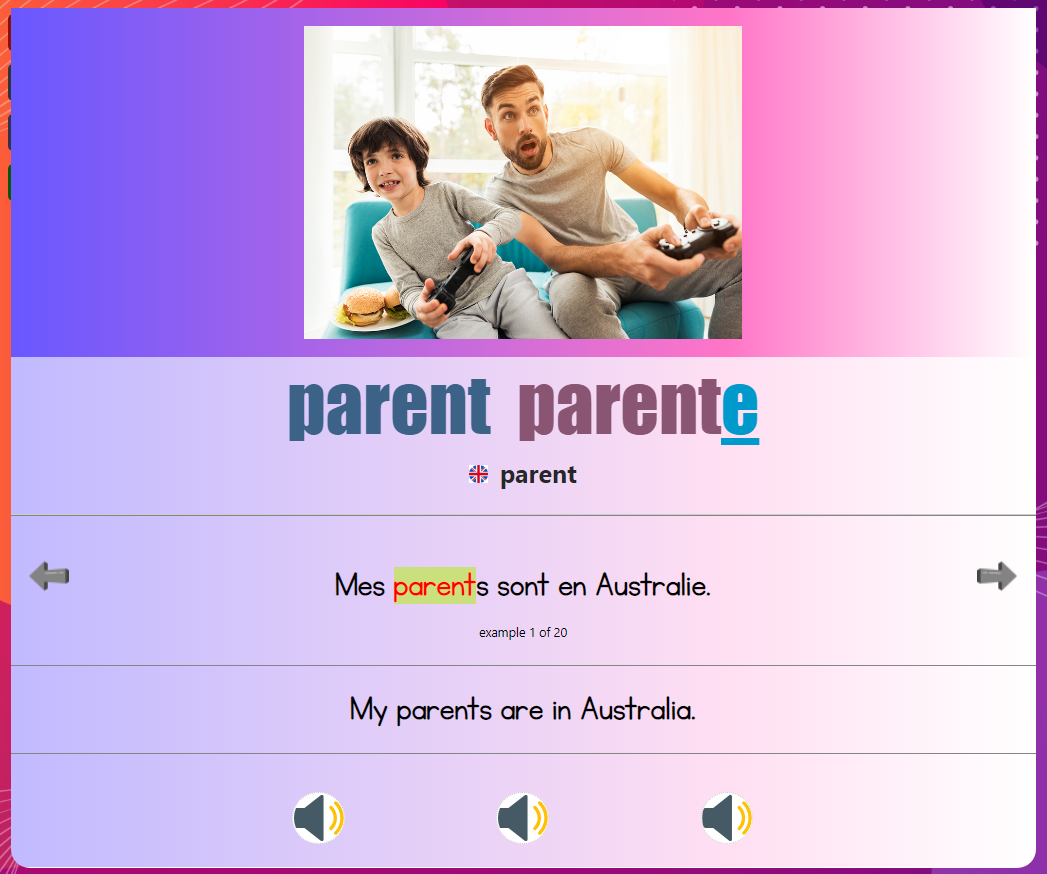 parent parente
parent
Mes parents sont en Australie.
example 1 of 20
My parents are in Australia.